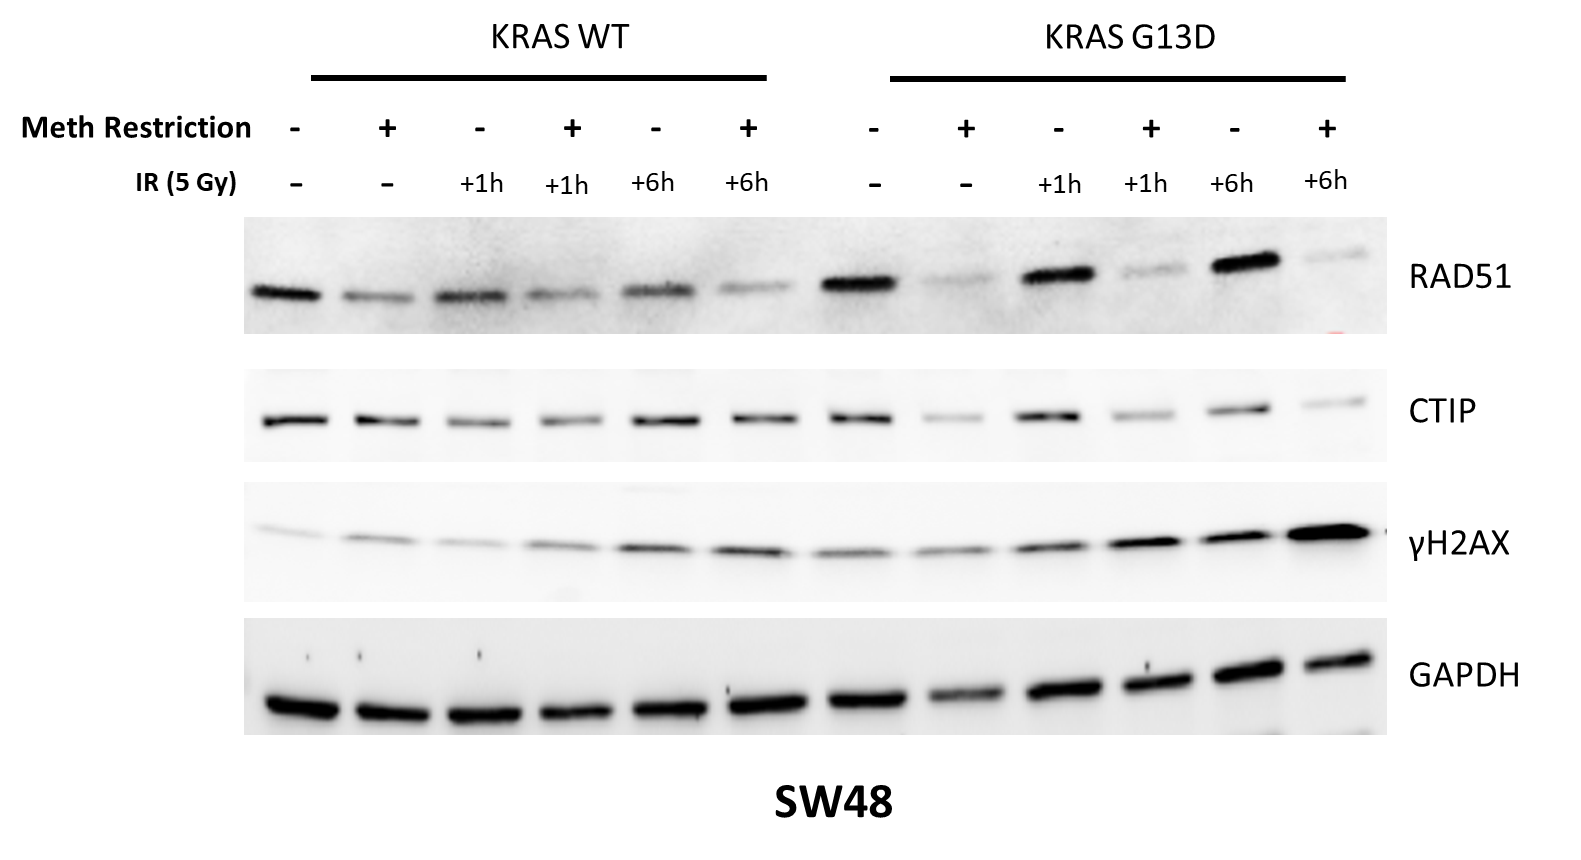 KRAS WT KRAS G13D
Meth Restriction - + - + - + - + - + - +
IR (5 Gy) - - +1h +1h +6h +6h - - +1h +1h +6h +6h
RAD51
CTIP
γH2AX
GAPDH
SW48